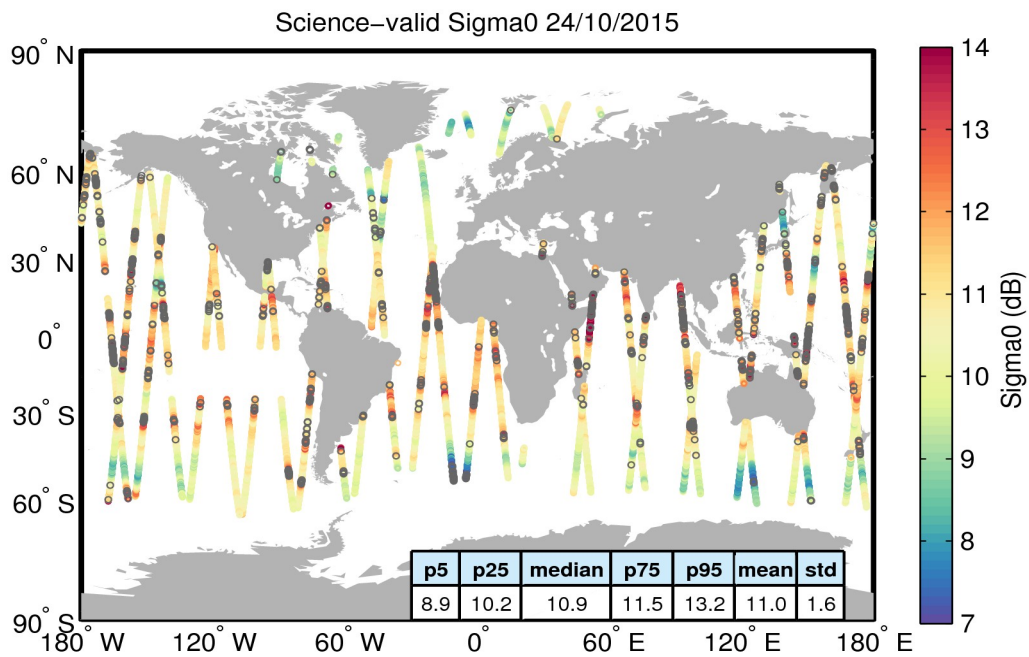 Science−valid Sigma0 24/10/2015
90° N
60° N
30° N
0°
30° S
60° S
90° S
180° W 120° W 60° W 0° 60° E 120° E 180° E
p5 p25 median p75 p95 mean std
8.9 10.2 10.9 11.5 13.2 11.0 1.6
14
13
12
11
10
9
8
7
Sigma0 (dB)